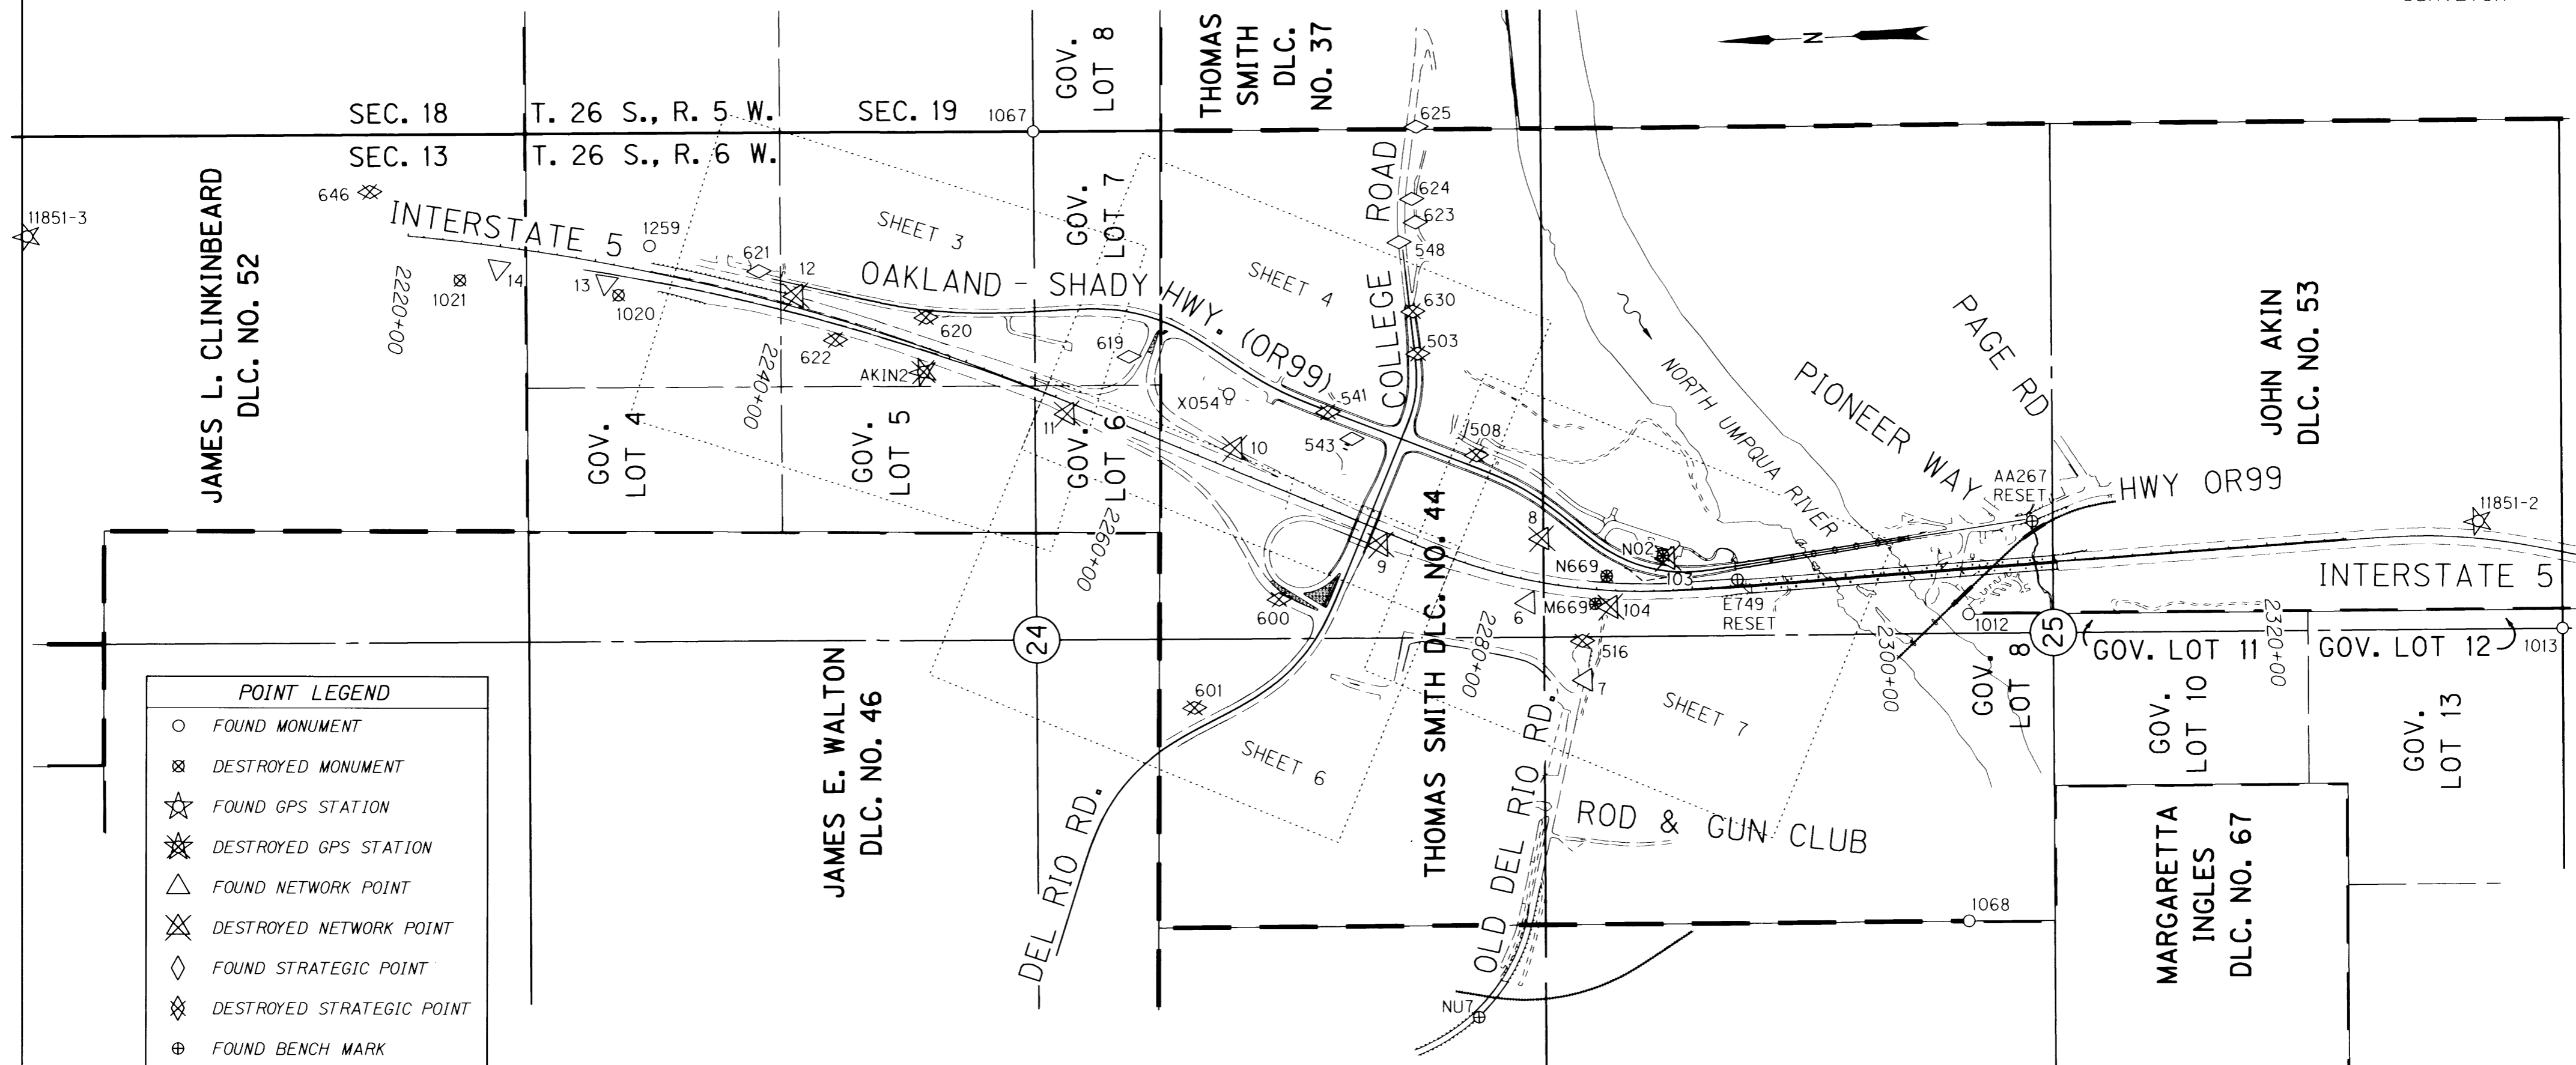 N
SEC. 18
T. 26 S., R. 5 W.
SEC. 19
1067
GOV.
LOT 8
THOMAS
SMITH
DLC.
NO. 37
SEC. 13
T. 26 S., R. 6 W.
625
11851-3
JAMES L. CLINKINBEARD
DLC. NO. 52
646
INTERSTATE 5
1259
1021
14
13
1020
2220+00
621
12
SHEET 3
GOV.
LOT 7
OAKLAND - SHADY HWY. (OR99)
620
622
619
AKIN2
2240+00
SHEET 4
COLLEGE ROAD
624
623
548
630
503
GOV.
LOT 4
GOV.
LOT 5
11
GOV.
LOT 6
X054
10
541
543
508
2260+00
NORTH UMPQUA RIVER
PIONEER WAY
PAGE RD
JOHN AKIN
DLC. NO. 53
AA267
RESET
HWY OR99
11851-2
8
9
N02
103
N669
M669
104
6
E749
RESET
INTERSTATE 5
600
24
601
THOMAS SMITH DLC. NO. 44
2280+00
516
7
SHEET 7
2300+00
1012
25
GOV.
LOT 8
GOV. LOT 11
2320+00
GOV. LOT 12
1013
GOV.
LOT 10
GOV.
LOT 13
SHEET 6
JAMES E. WALTON
DLC. NO. 46
DEL RIO RD.
OLD DEL RIO RD.
ROD & GUN CLUB
1068
NU7
MARGARETTA
INGLES
DLC. NO. 67
POINT LEGEND
FOUND MONUMENT
DESTROYED MONUMENT
FOUND GPS STATION
DESTROYED GPS STATION
FOUND NETWORK POINT
DESTROYED NETWORK POINT
FOUND STRATEGIC POINT
DESTROYED STRATEGIC POINT
FOUND BENCH MARK